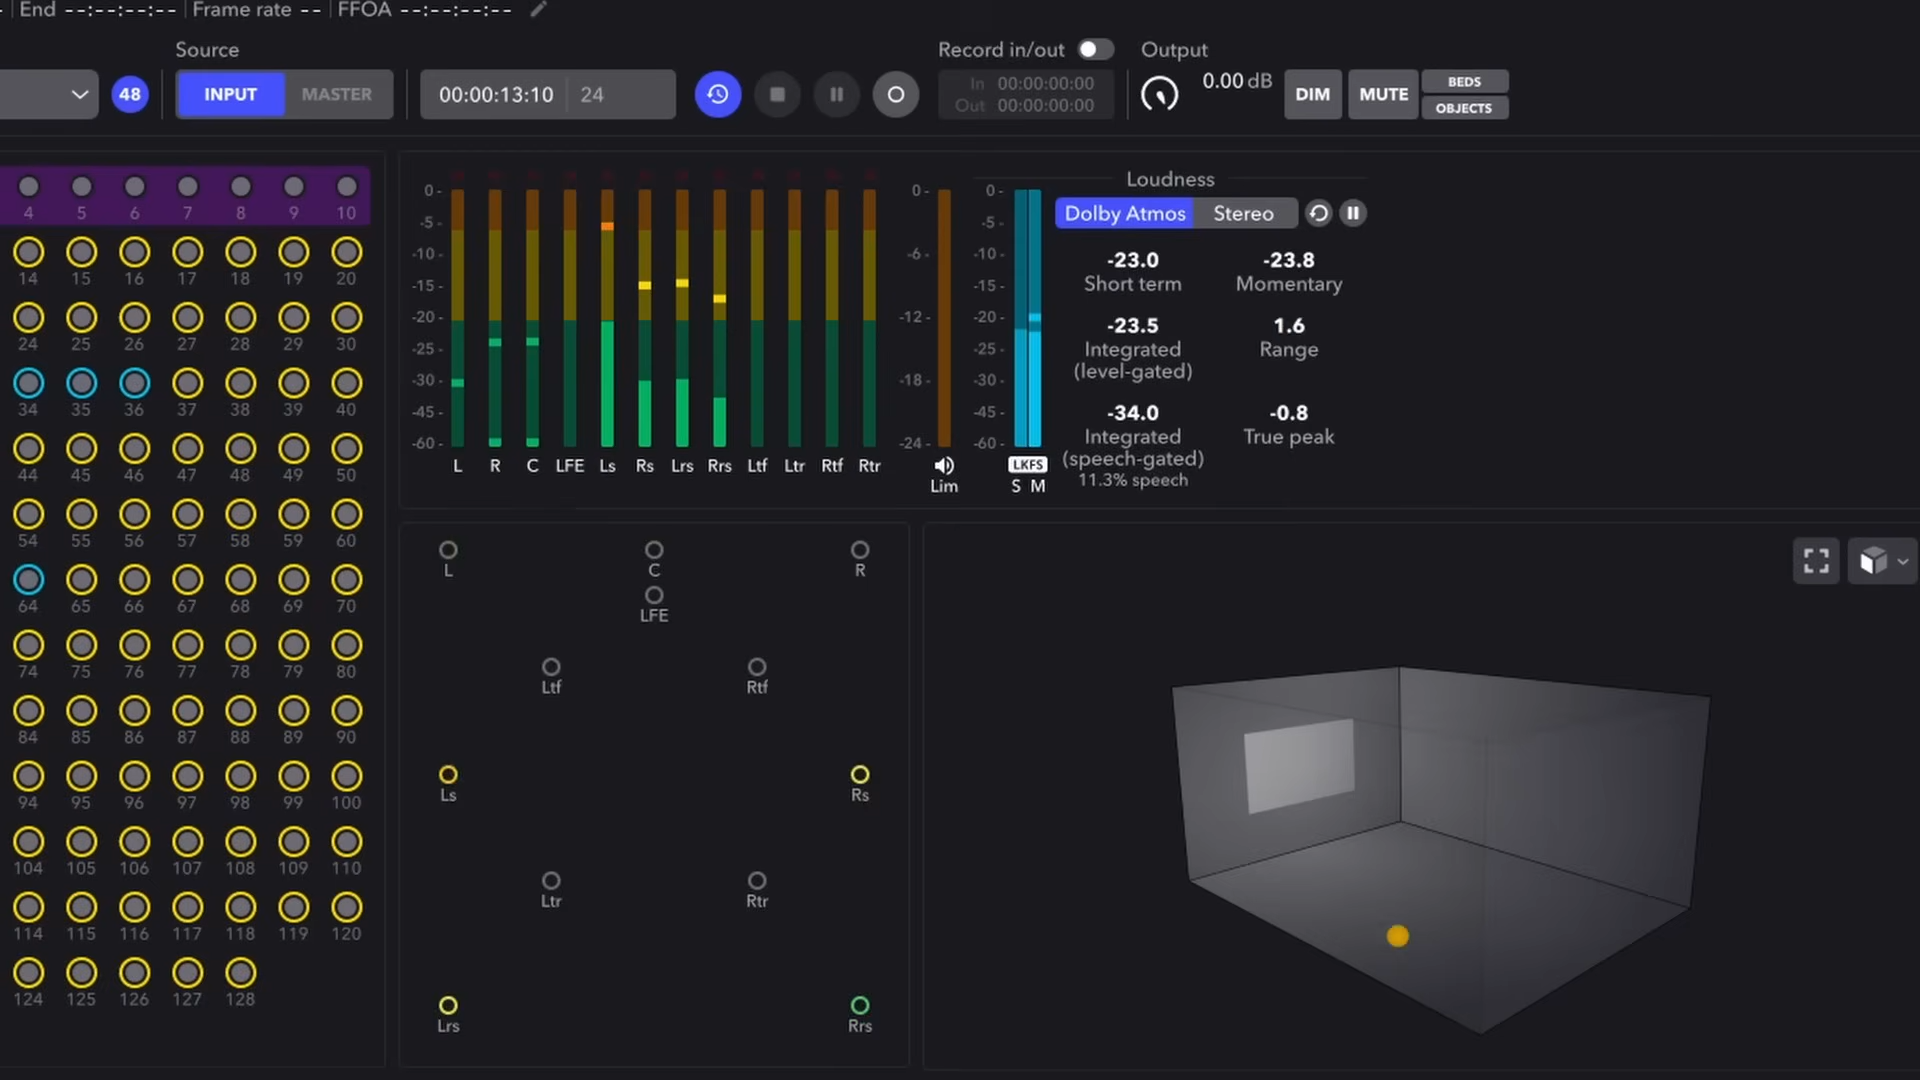 End --:--:--:-- Frame rate -- FFOA --:--:--:--
Source
48
INPUT MASTER
00:00:13:10 24
Record in/out
In 00:00:00:00
Out 00:00:00:00
Output
0.00 dB
DIM
MUTE
BEDS
OBJECTS
4 5 6 7 8 9 10
14 15 16 17 18 19 20
24 25 26 27 28 29 30
34 35 36 37 38 39 40
44 45 46 47 48 49 50
54 55 56 57 58 59 60
64 65 66 67 68 69 70
74 75 76 77 78 79 80
84 85 86 87 88 89 90
94 95 96 97 98 99 100
104 105 106 107 108 109 110
114 115 116 117 118 119 120
124 125 126 127 128
0 -
-5 -
-10 -
-15 -
-20 -
-25 -
-30 -
-45 -
-60 -
L R C LFE Ls Rs Lrs Rrs Ltf Ltr Rtf Rtr
0 -
-6 -
-12 -
-18 -
-24 -
Lim
0 -
-5 -
-10 -
-15 -
-20 -
-25 -
-30 -
-45 -
-60 -
LKFS
S M
Loudness
Dolby Atmos Stereo
-23.0 -23.8
Short term Momentary
-23.5 1.6
Integrated Range
(level-gated)
-34.0 -0.8
Integrated True peak
(speech-gated)
11.3% speech
L C R
LFE
Ltf Rtf
Ls Rs
Ltr Rtr
Lrs Rrs